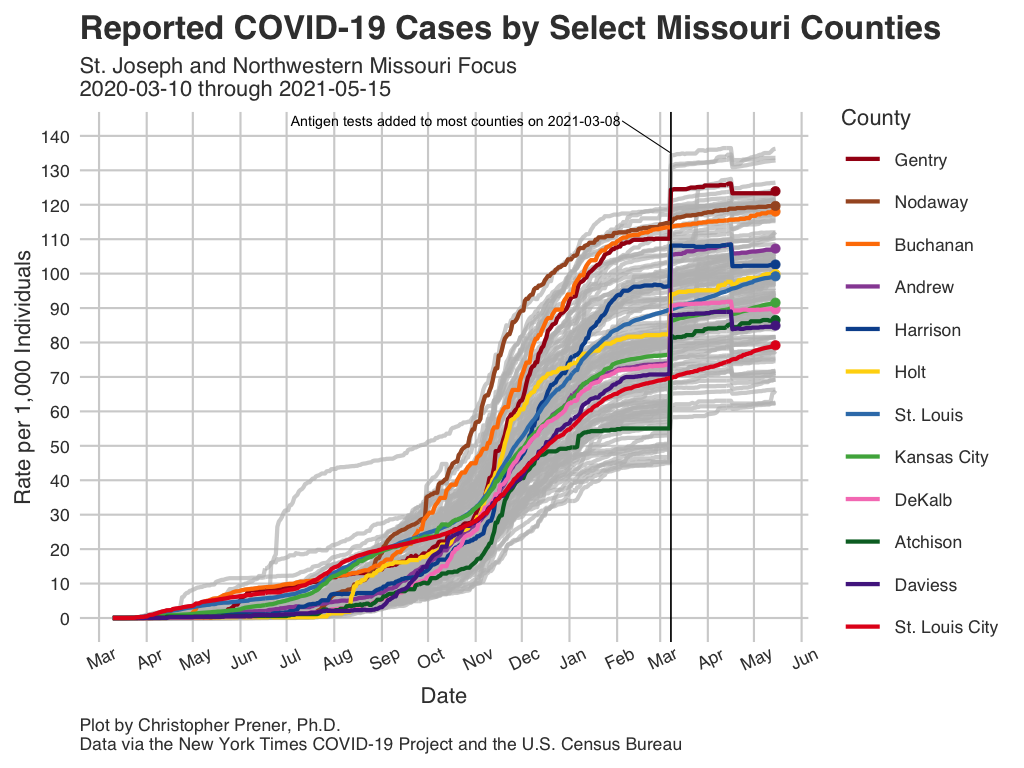 Reported COVID-19 Cases by Select Missouri Counties
St. Joseph and Northwestern Missouri Focus
2020-03-10 through 2021-05-15
Antigen tests added to most counties on 2021-03-08
Rate per 1,000 Individuals
140
130
120
110
100
90
80
70
60
50
40
30
20
10
0
Mar Apr May Jun Jul Aug Sep Oct Nov Dec Jan Feb Mar Apr May Jun
Date
County
Gentry
Nodaway
Buchanan
Andrew
Harrison
Holt
St. Louis
Kansas City
DeKalb
Atchison
Daviess
St. Louis City
Plot by Christopher Prener, Ph.D.
Data via the New York Times COVID-19 Project and the U.S. Census Bureau